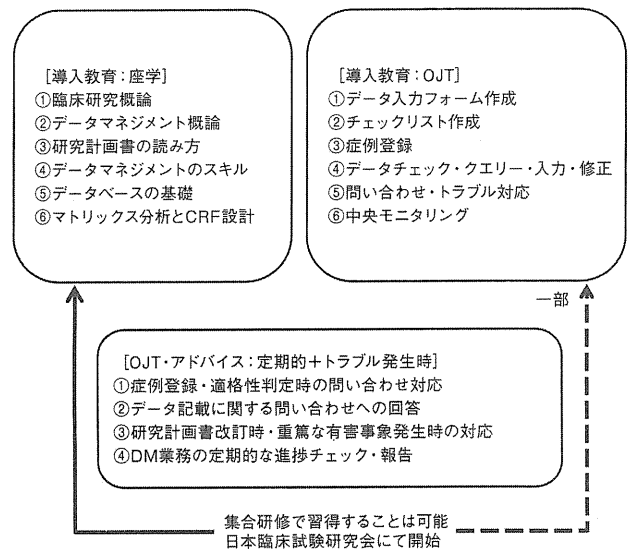 [導入教育:座学]
①臨床研究概論
②データマネジメント概論
③研究計画書の読み方
④データマネジメントのスキル
⑤データベースの基礎
⑥マトリックス分析とCRF設計
[導入教育:OJT]
①データ入力フォーム作成
②チェックリスト作成
③症例登録
④データチェック・クエリー・入力・修正
⑤問い合わせ・トラブル対応
⑥中央モニタリング
一部
[OJT・アドバイス:定期的+トラブル発生時]
①症例登録・適格性判定時の問い合わせ対応
②データ記載に関する問い合わせへの回答
③研究計画書改訂時・重篤な有害事象発生時の対応
④DM業務の定期的な進捗チェック・報告
集合研修で習得することは可能
日本臨床試験研究会にて開始